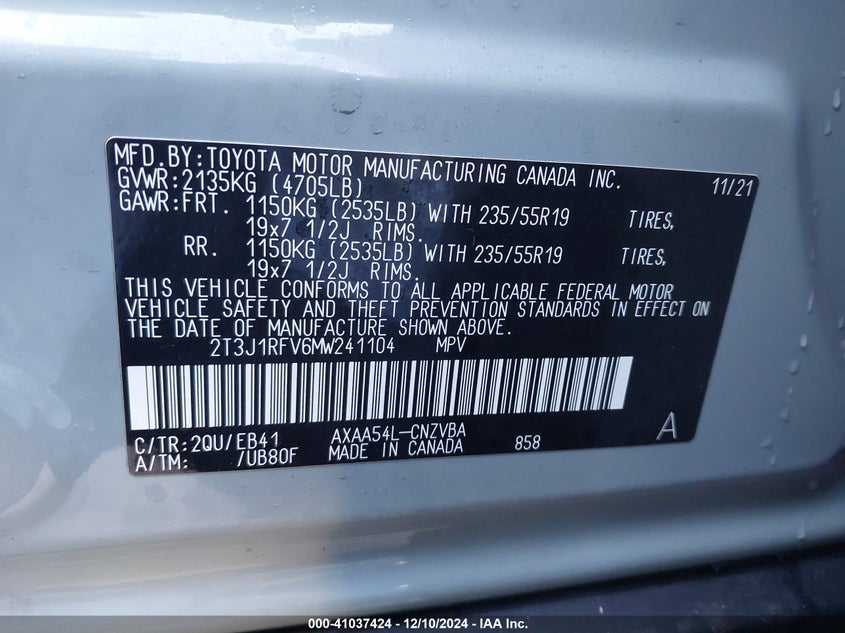 MFD.BY:TOYOTA MOTOR MANUFACTURING CANADA INC. 11/21
GVWR:2135KG (4705LB)
GAWR:FRT. 1150KG (2535LB) WITH 235/55R19 TIRES,
19x7 1/2J RIMS.
RR. 1150KG (2535LB) WITH 235/55R19 TIRES,
19x7 1/2J RIMS.
THIS VEHICLE CONFORMS TO ALL APPLICABLE FEDERAL MOTOR
VEHICLE SAFETY AND THEFT PREVENTION STANDARDS IN EFFECT ON
THE DATE OF MANUFACTURE SHOWN ABOVE.
2T3J1RFV6MW241104 MPV
C/TR:2QU/EB41 AXAA54L-CNZVBA A
A/TM: /UB80F MADE IN CANADA 858
000-41037424 - 12/10/2024 - IAA Inc.